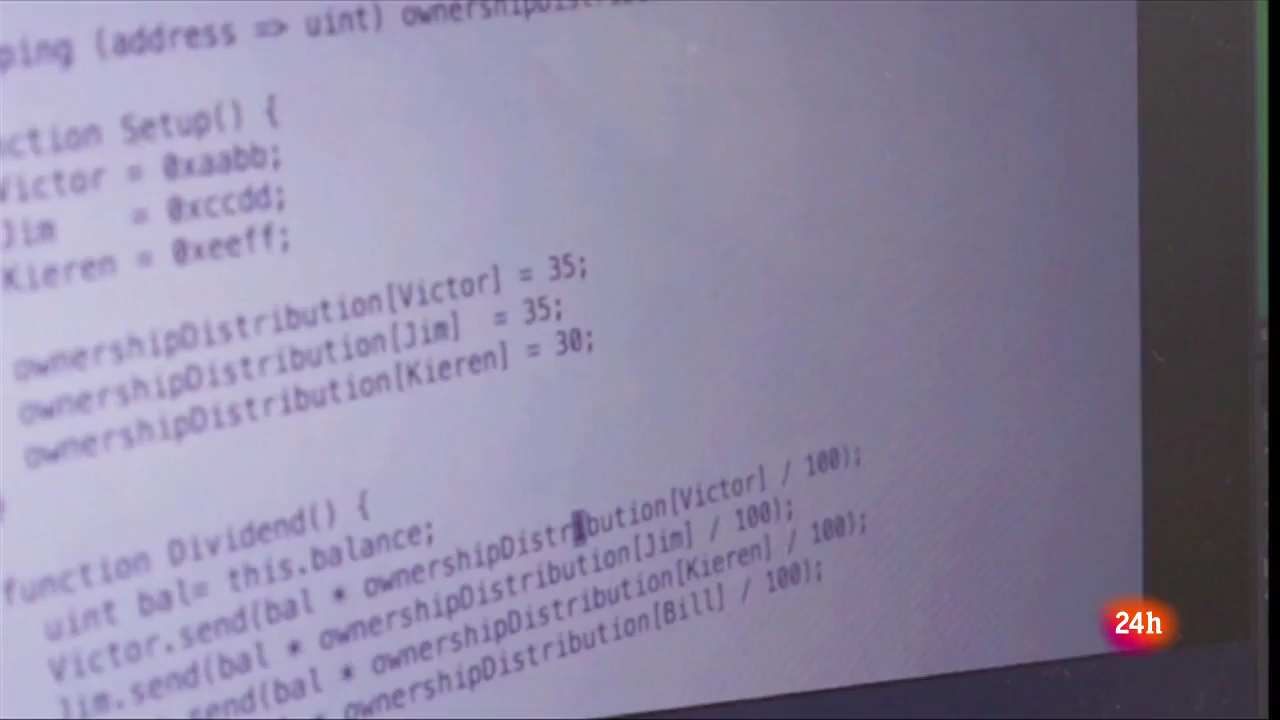 ping (address => uint)
ction Setup() {
Victor = 0xaabb;
Jim = 0xccdd;
Kieren = 0xeeff;
ownershipDistribution[Victor] = 35;
ownershipDistribution[Jim] = 35;
ownershipDistribution[Kieren] = 30;
function Dividend() {
uint bal= this.balance;
Victor.send(bal * ownershipDistribution[Victor] / 100);
Jim.send(bal * ownershipDistribution[Jim] / 100);
send(bal * ownershipDistribution[Kieren] / 100);
ownershipDistribution[Bill] / 100);
24h